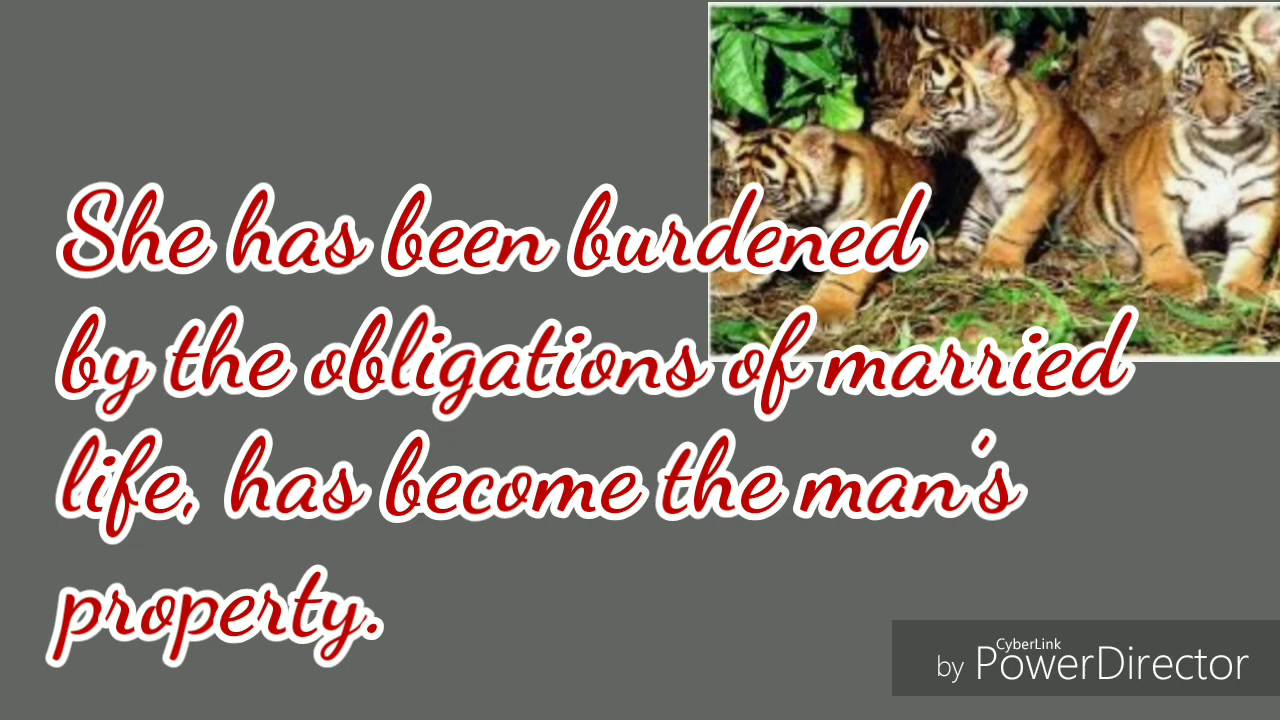 She has been burdened
by the obligations of married
life, has become the man's
property.
by CyberLink PowerDirector